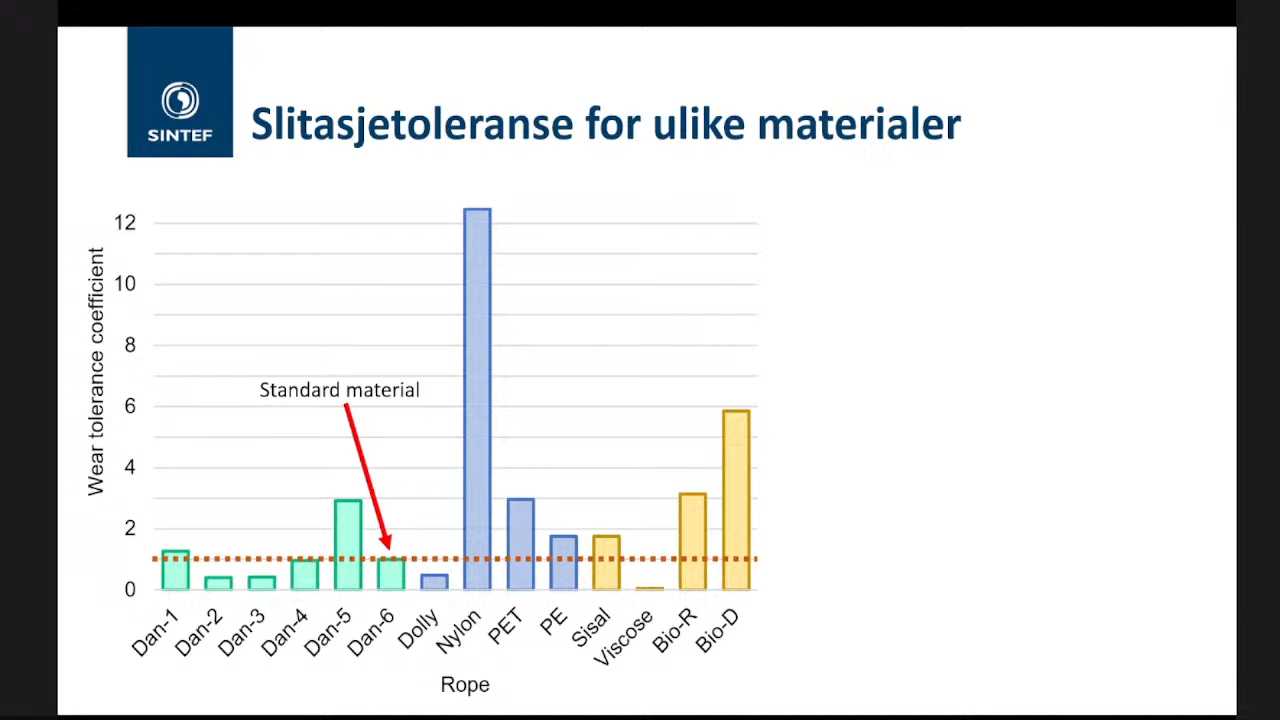 SINTEF
Slitasjetoleranse for ulike materialer
Wear tolerance coefficient
12
10
8
6
4
2
0
Standard material
Dan-1
Dan-2
Dan-3
Dan-4
Dan-5
Dan-6
Dolly
Nylon
PET
PE
Sisal
Viscose
Bio-R
Bio-D
Rope